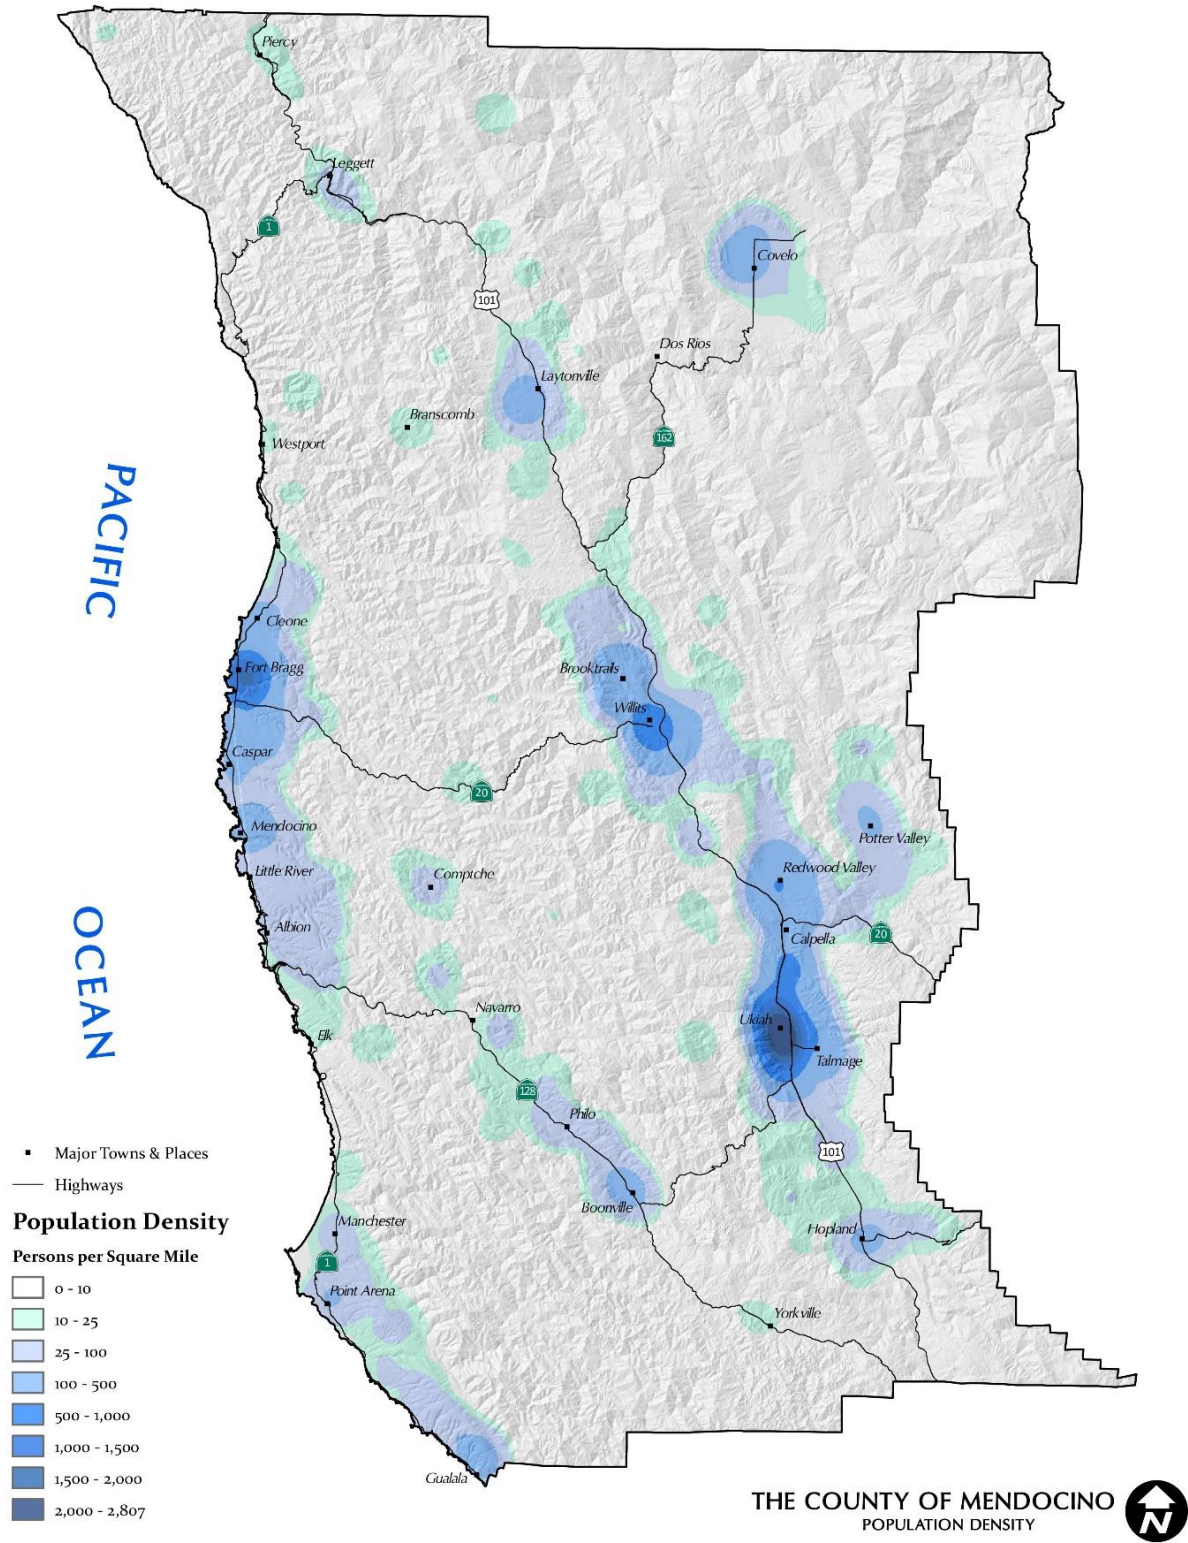 Piercy
Leggett
1
Covelo
101
Dos Rios
Laytonville
Branscomb
162
Westport
PACIFIC
Cleone
Fort Bragg
Brooktrails
Willits
Caspar
20
Mendocino
Potter Valley
Little River
Redwood Valley
Comptche
Albion
Calpella
20
OCEAN
Navarro
Ukiah
Elk
Talmage
128
Philo
101
Boonville
Hopland
Manchester
1
Point Arena
Yorkville
Gualala
Major Towns & Places
Highways
Population Density
Persons per Square Mile
0 - 10
10 - 25
25 - 100
100 - 500
500 - 1,000
1,000 - 1,500
1,500 - 2,000
2,000 - 2,807
THE COUNTY OF MENDOCINO
POPULATION DENSITY
N